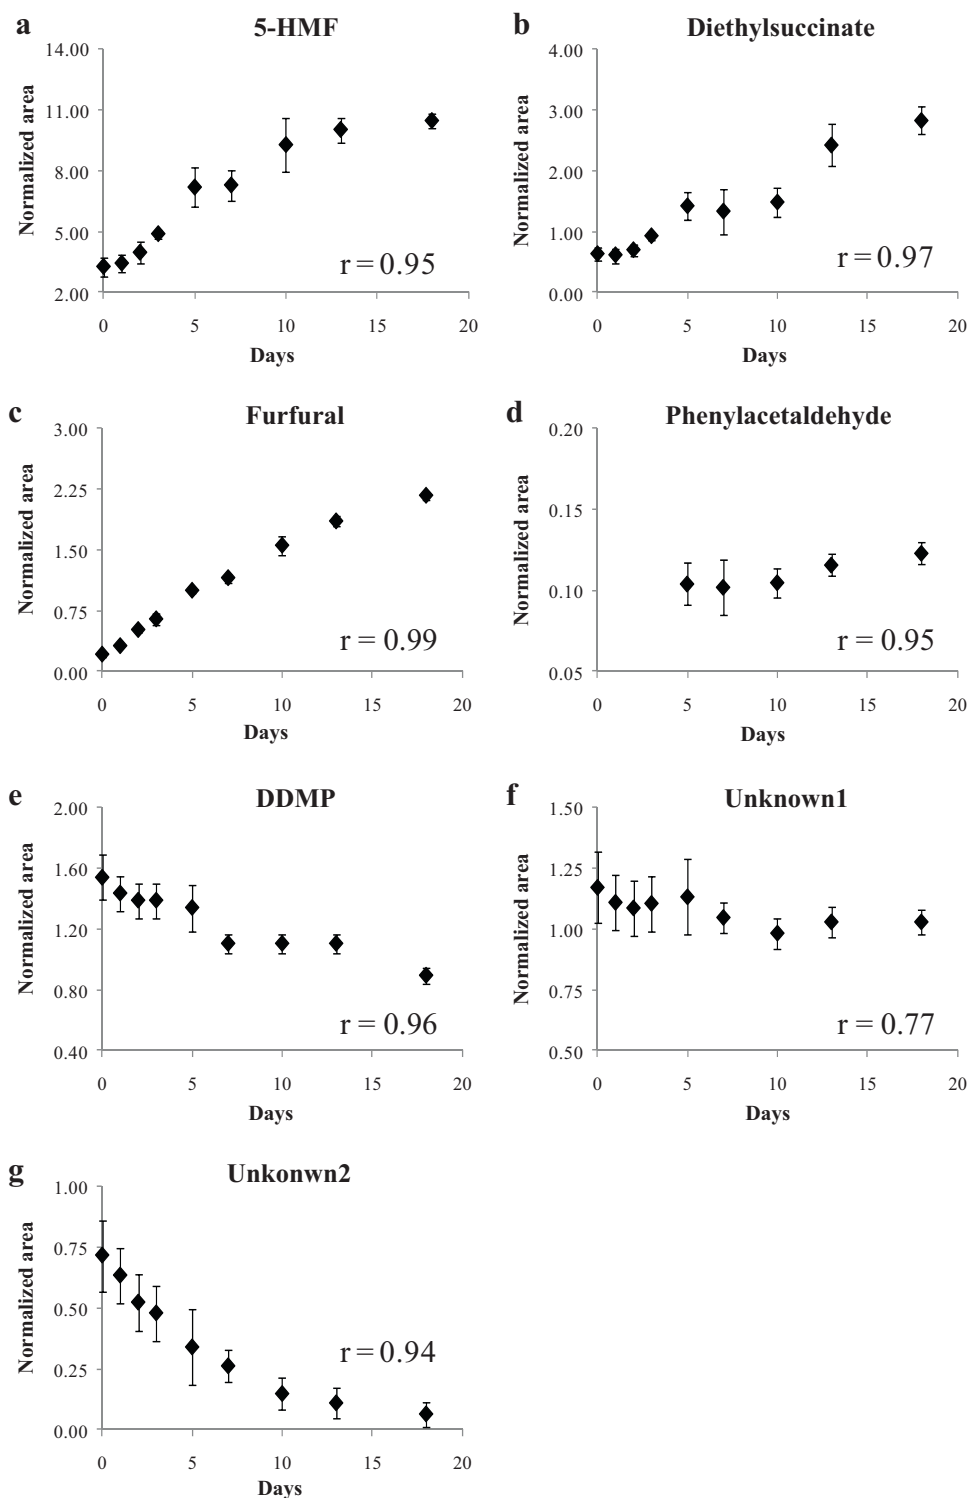 a 5-HMF
14.00
11.00
8.00
5.00
2.00
Normalized area
r = 0.95
0 5 10 15 20
Days
b Diethylsuccinate
4.00
3.00
2.00
1.00
0.00
Normalized area
r = 0.97
0 5 10 15 20
Days
c Furfural
3.00
2.25
1.50
0.75
0.00
Normalized area
r = 0.99
0 5 10 15 20
Days
d Phenylacetaldehyde
0.20
0.15
0.10
0.05
Normalized area
r = 0.95
0 5 10 15 20
Days
e DDMP
2.00
1.60
1.20
0.80
0.40
Normalized area
r = 0.96
0 5 10 15 20
Days
f Unknown1
1.50
1.25
1.00
0.75
0.50
Normalized area
r = 0.77
0 5 10 15 20
Days
g Unkonwn2
1.00
0.75
0.50
0.25
0.00
Normalized area
r = 0.94
0 5 10 15 20
Days